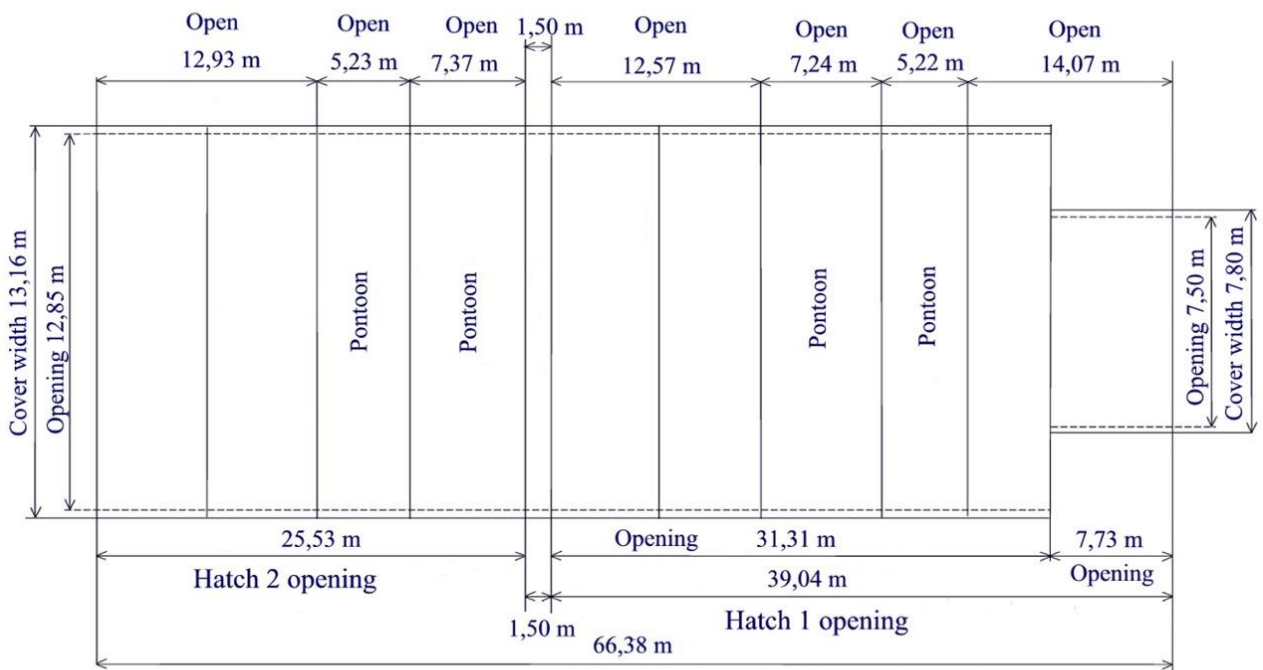 Open Open Open 1,50 m Open Open Open Open
12,93 m 5,23 m 7,37 m 12,57 m 7,24 m 5,22 m 14,07 m
Cover width 13,16 m
Opening 12,85 m
Pontoon
Pontoon
Pontoon
Pontoon
Opening 7,50 m
Cover width 7,80 m
25,53 m Opening 31,31 m 7,73 m
Hatch 2 opening 39,04 m Opening
1,50 m Hatch 1 opening
66,38 m